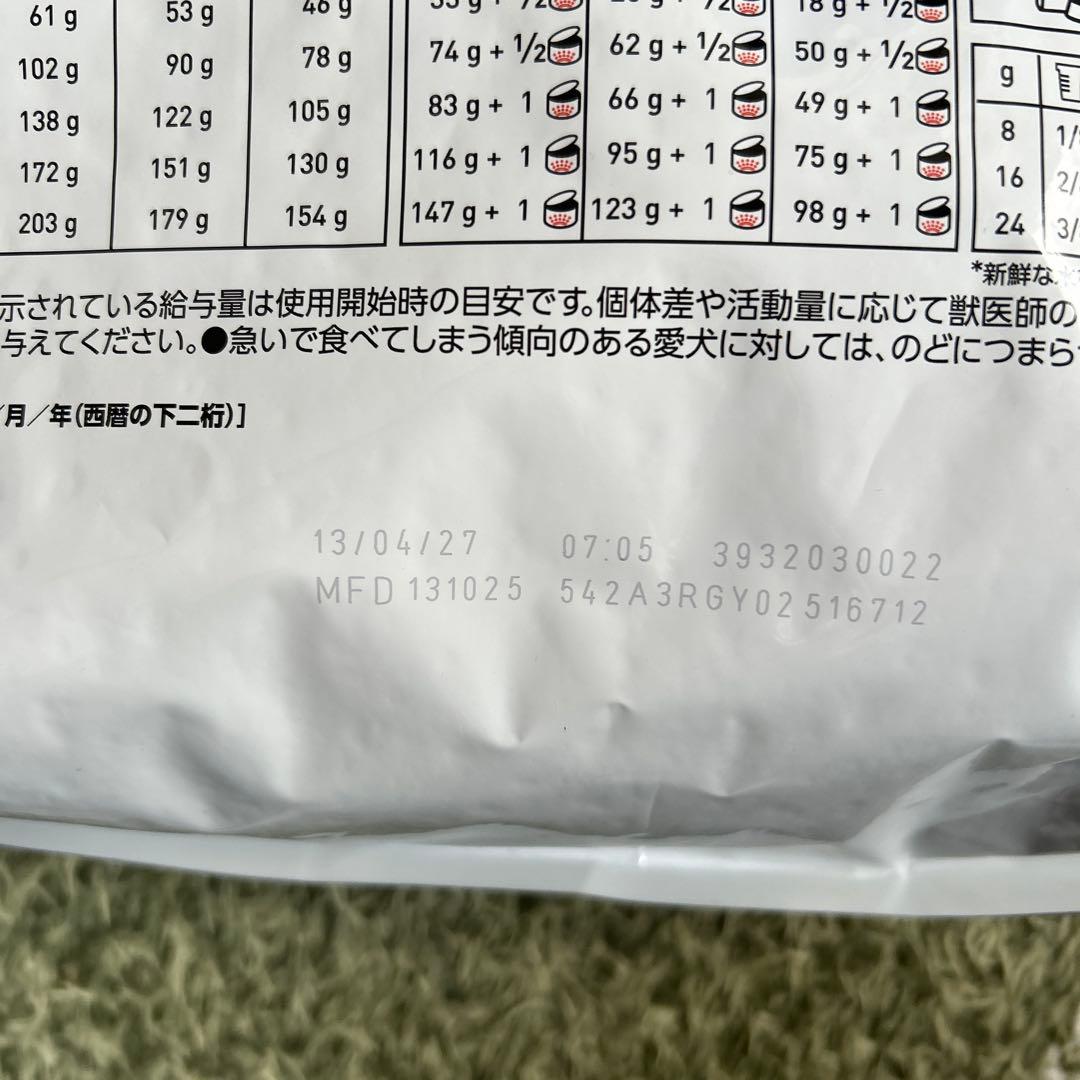 61 g 53 g 46 g
102 g 90 g 78 g 74 g + 1/2 62 g + 1/2 50 g + 1/2
138 g 122 g 105 g 83 g + 1 66 g + 1 49 g + 1 g
172 g 151 g 130 g 116 g + 1 95 g + 1 75 g + 1 8
203 g 179 g 154 g 147 g + 1 123 g + 1 98 g + 1 16
24
*新鮮な
示されている給与量は使用開始時の目安です。個体差や活動量に応じて獣医師の
与えてください。●急いで食べてしまう傾向のある愛犬に対しては、のどにつまら
/月/年(西暦の下二桁)]
13/04/27 07:05 3932030022
MFD 131025 542A3RGY02 516712